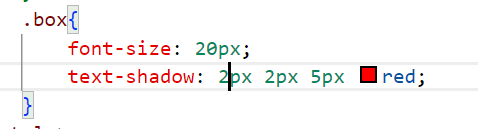 .box{
font-size: 20px;
text-shadow: 2px 2px 5px red;
}